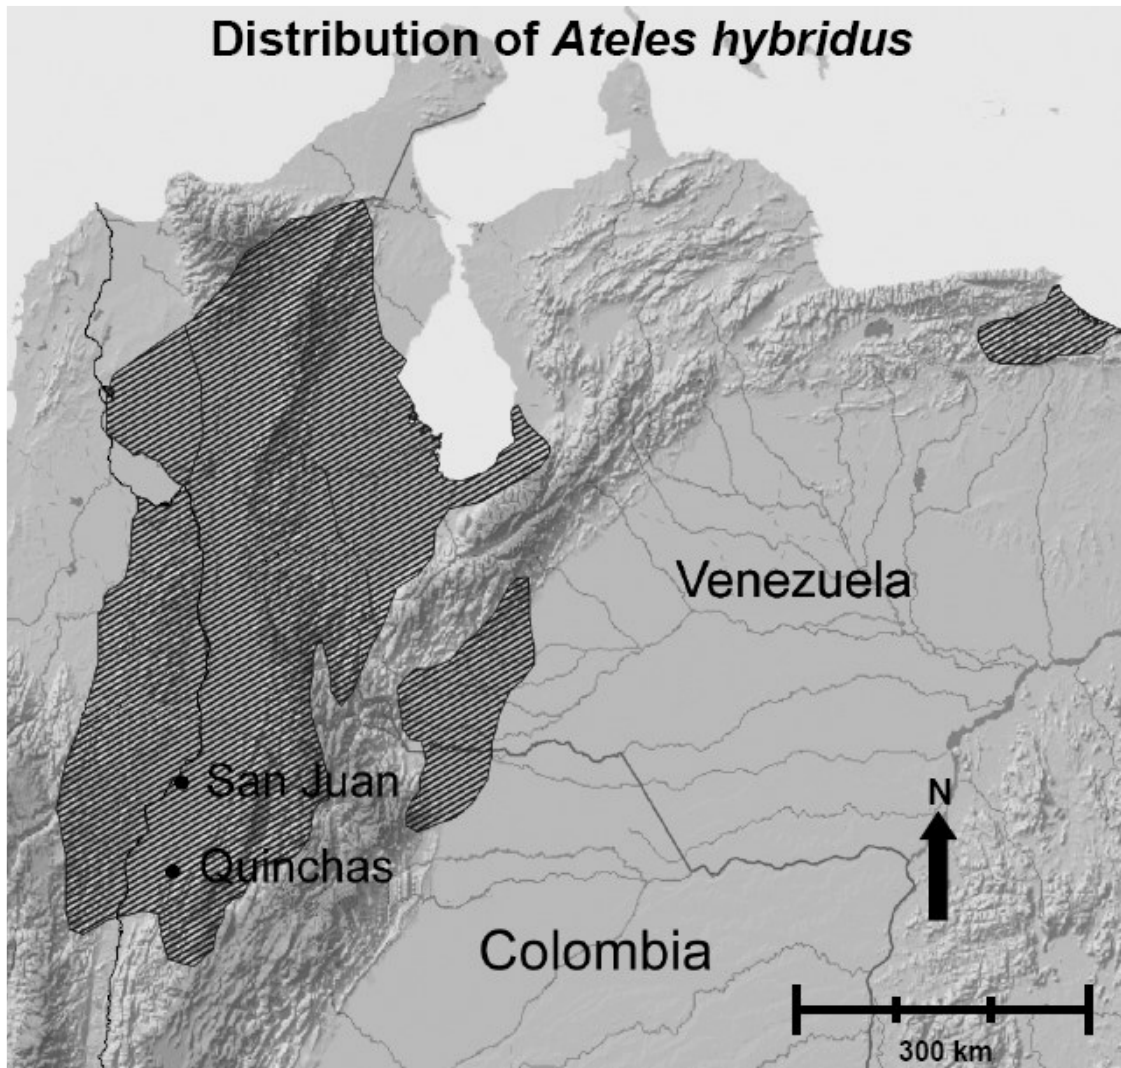 Distribution of Ateles hybridus
Venezuela
San Juan
N
Quinchas
Colombia
300 km